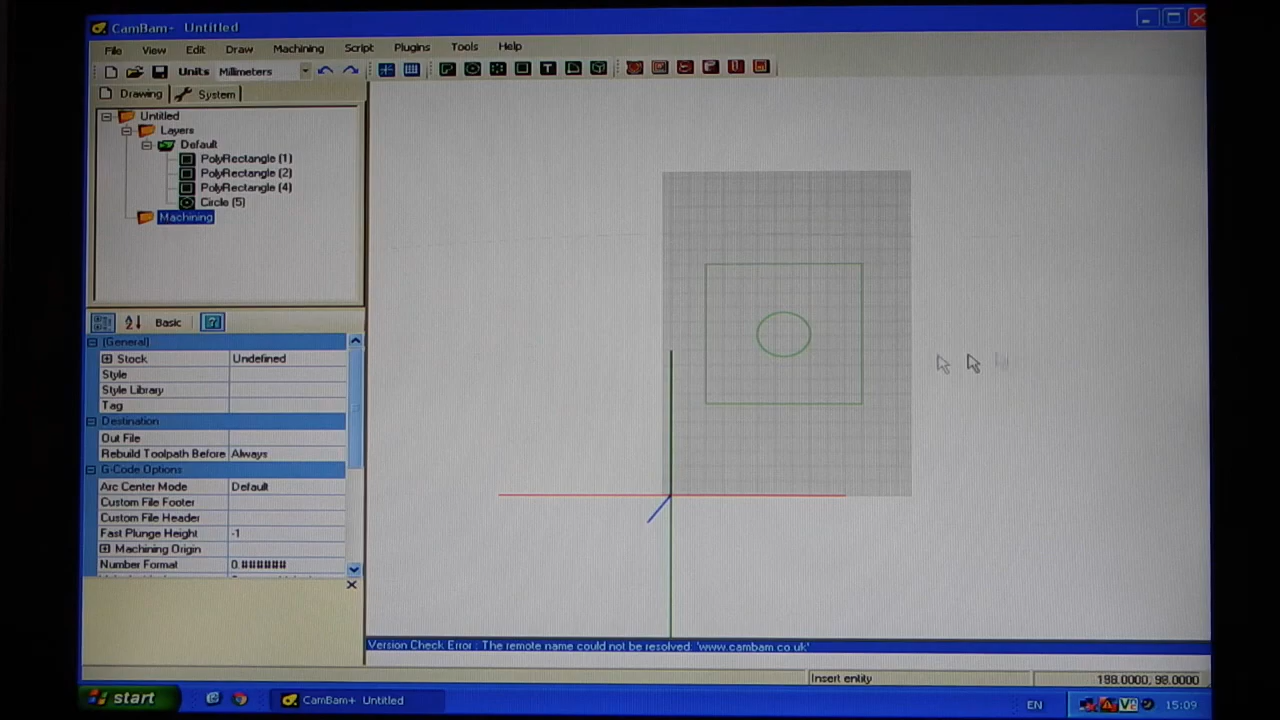 CamBam+ Untitled
File View Edit Draw Machining Script Plugins Tools Help
Units Millimeters
Drawing System
Untitled
Layers
Default
PolyRectangle (1)
PolyRectangle (2)
PolyRectangle (4)
Circle (5)
Machining
Basic
(General)
Stock Undefined
Style
Style Library
Tag
Destination
Out File
Rebuild Toolpath Before Always
G-Code Options
Arc Center Mode Default
Custom File Footer
Custom File Header
Fast Plunge Height -1
Machining Origin
Number Format 0.######
Version Check Error : The remote name could not be resolved: 'www.cambam.co.uk'
Insert entity 198.0000, 98.0000
start CamBam+ Untitled EN 15:09